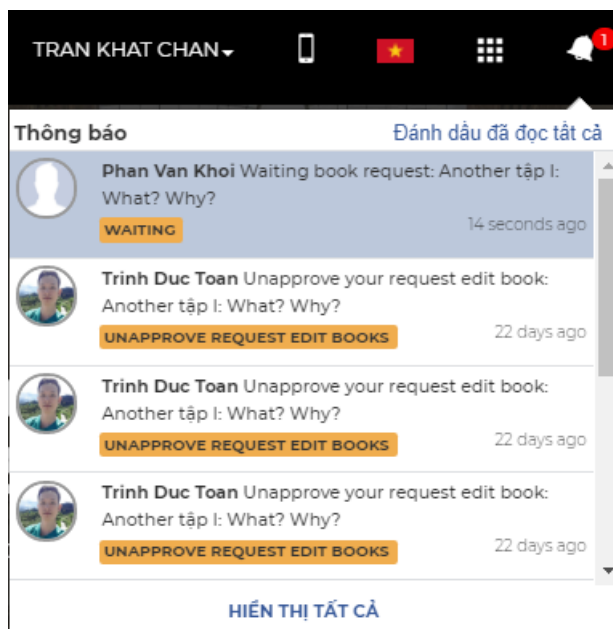 TRAN KHAT CHAN
1
Thông báo
Đánh dấu đã đọc tất cả
Phan Van Khoi Waiting book request: Another tập I:
What? Why?
WAITING
14 seconds ago
Trinh Duc Toan Unapprove your request edit book:
Another tập I: What? Why?
UNAPPROVE REQUEST EDIT BOOKS
22 days ago
Trinh Duc Toan Unapprove your request edit book:
Another tập I: What? Why?
UNAPPROVE REQUEST EDIT BOOKS
22 days ago
Trinh Duc Toan Unapprove your request edit book:
Another tập I: What? Why?
UNAPPROVE REQUEST EDIT BOOKS
22 days ago
HIỂN THỊ TẤT CẢ